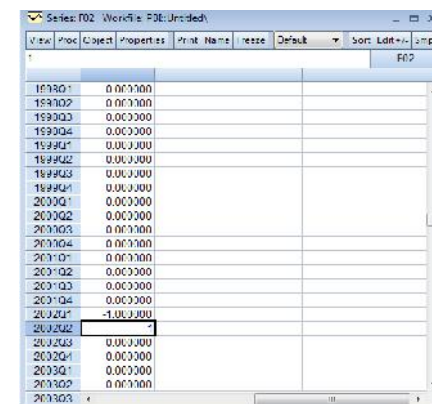 Series: F02 Workfile: F00::Untitled\
View Proc Object Properties Print Name Freeze Default Sort Edit+/- Smp
1 F02
1998Q1 0.000000
1998Q2 0.000000
1998Q3 0.000000
1998Q4 0.000000
1999Q1 0.000000
1999Q2 0.000000
1999Q3 0.000000
1999Q4 0.000000
2000Q1 0.000000
2000Q2 0.000000
2000Q3 0.000000
2000Q4 0.000000
2001Q1 0.000000
2001Q2 0.000000
2001Q3 0.000000
2001Q4 0.000000
2002Q1 -1.000000
2002Q2 1
2002Q3 0.000000
2002Q4 0.000000
2003Q1 0.000000
2003Q2 0.000000
2003Q3